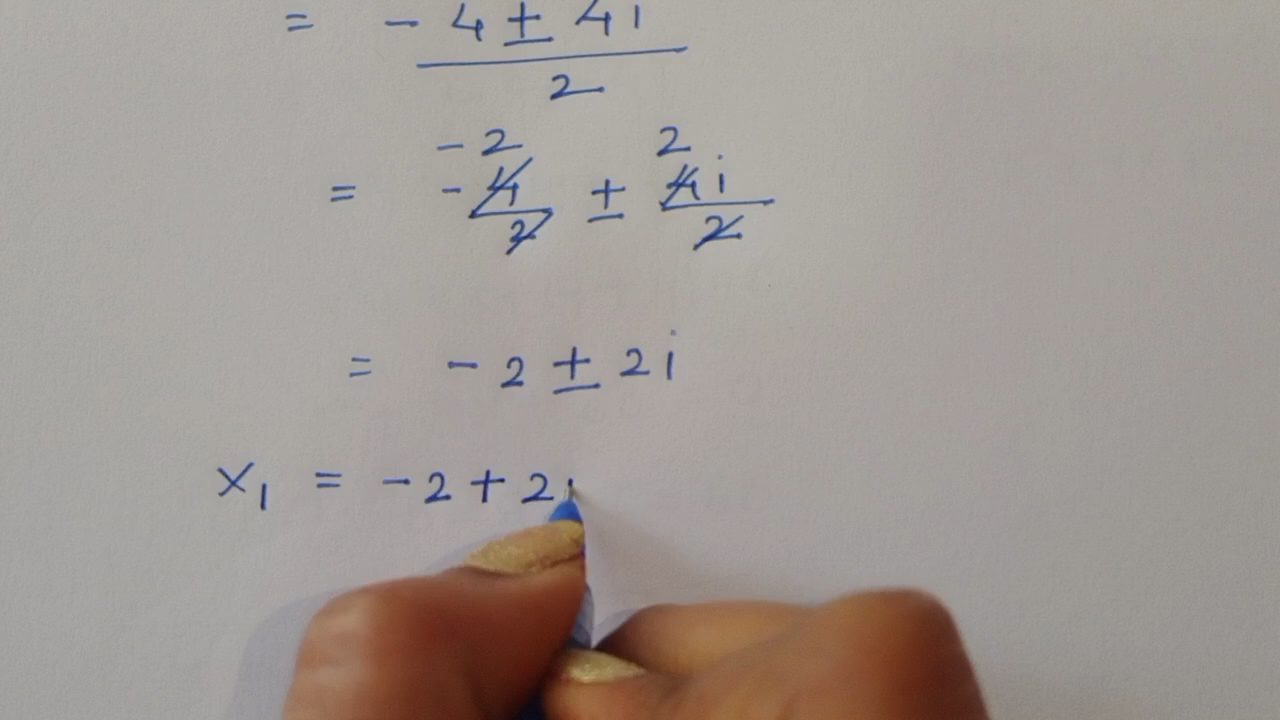 = -4 ± 4i
2
-2 2
= -4 ± 4i
2 2
= -2 ± 2i
x₁ = -2 + 2i